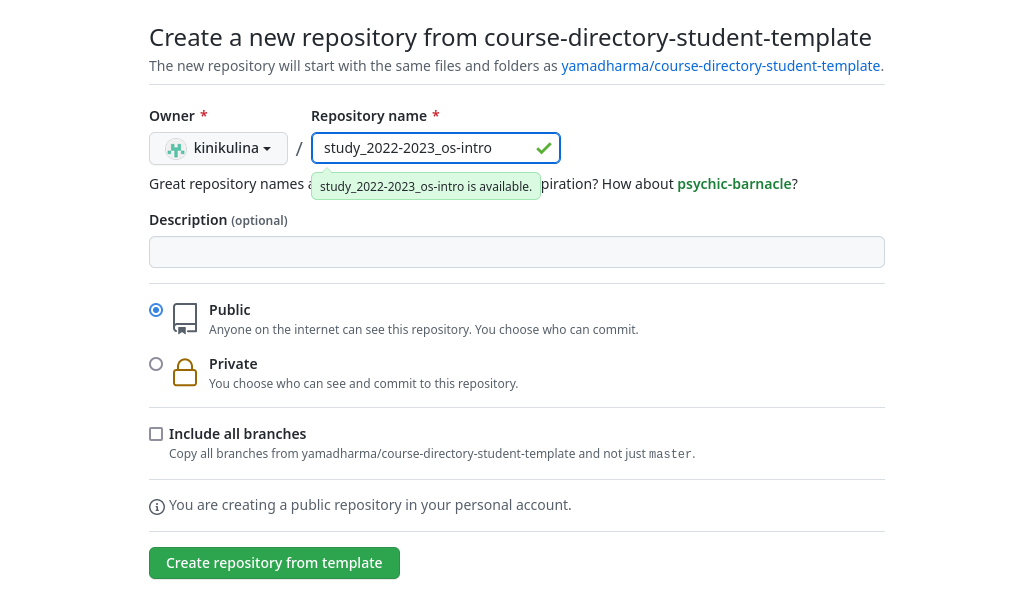 Create a new repository from course-directory-student-template
The new repository will start with the same files and folders as yamadharma/course-directory-student-template.
Owner *
Repository name *
kinikulina / study_2022-2023_os-intro
Great repository names
study_2022-2023_os-intro is available.
piration? How about psychic-barnacle?
Description (optional)
Public
Anyone on the internet can see this repository. You choose who can commit.
Private
You choose who can see and commit to this repository.
Include all branches
Copy all branches from yamadharma/course-directory-student-template and not just master.
You are creating a public repository in your personal account.
Create repository from template